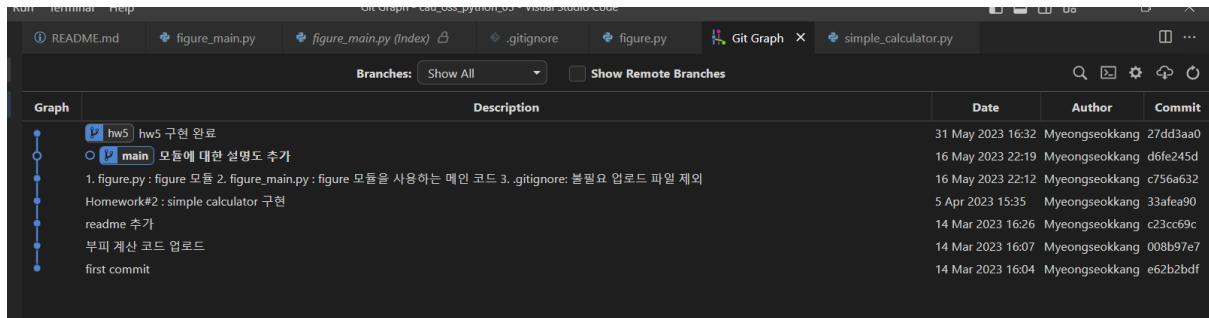 Run Terminal Help Git Graph - cau_oss_python_03 - Visual Studio Code
README.md figure_main.py figure_main.py (Index) .gitignore figure.py Git Graph simple_calculator.py
Branches: Show All Show Remote Branches
Graph Description Date Author Commit
hw5 hw5 구현 완료 31 May 2023 16:32 Myeongseokkang 27dd3aa0
main 모듈에 대한 설명도 추가 16 May 2023 22:19 Myeongseokkang d6fe245d
1. figure.py : figure 모듈 2. figure_main.py : figure 모듈을 사용하는 메인 코드 3. .gitignore: 불필요 업로드 파일 제외 16 May 2023 22:12 Myeongseokkang c756a632
Homework#2 : simple calculator 구현 5 Apr 2023 15:35 Myeongseokkang 33afea90
readme 추가 14 Mar 2023 16:26 Myeongseokkang c23cc69c
부피 계산 코드 업로드 14 Mar 2023 16:07 Myeongseokkang 008b97e7
first commit 14 Mar 2023 16:04 Myeongseokkang e62b2bdf